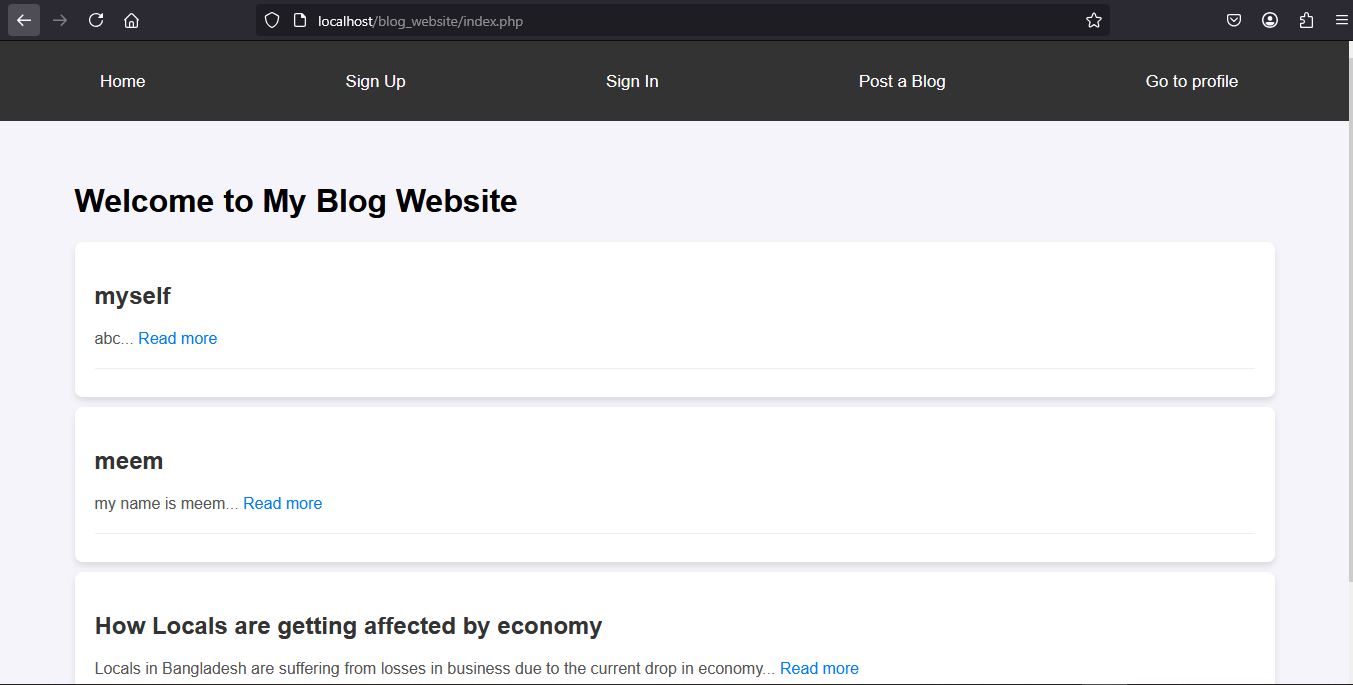 localhost/blog_website/index.php
Home Sign Up Sign In Post a Blog Go to profile
Welcome to My Blog Website
myself
abc... Read more
meem
my name is meem... Read more
How Locals are getting affected by economy
Locals in Bangladesh are suffering from losses in business due to the current drop in economy... Read more